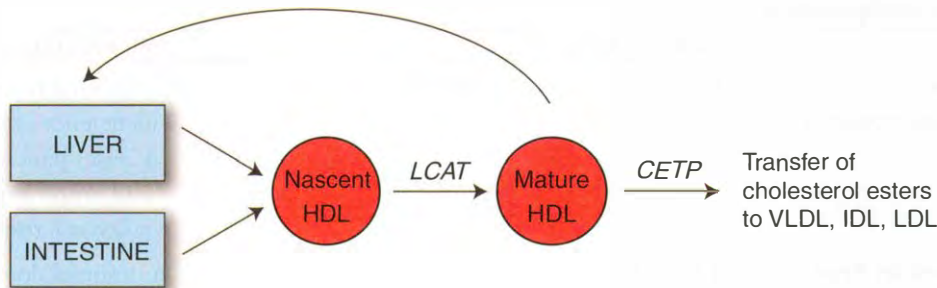 LIVER
INTESTINE
Nascent
HDL
LCAT
Mature
HDL
CETP
Transfer of
cholesterol esters
to VLDL, IDL, LDL